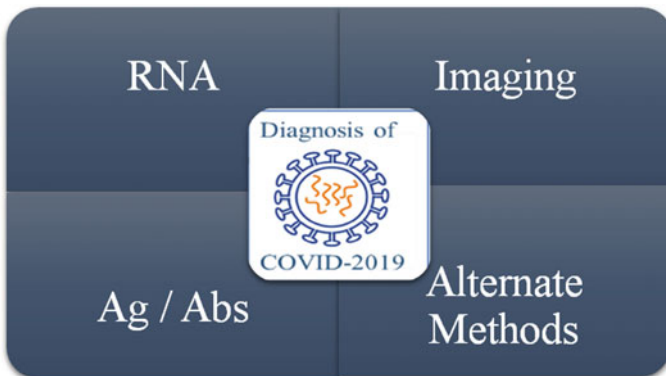 RNA
Imaging
Diagnosis of
COVID-2019
Ag / Abs
Alternate
Methods